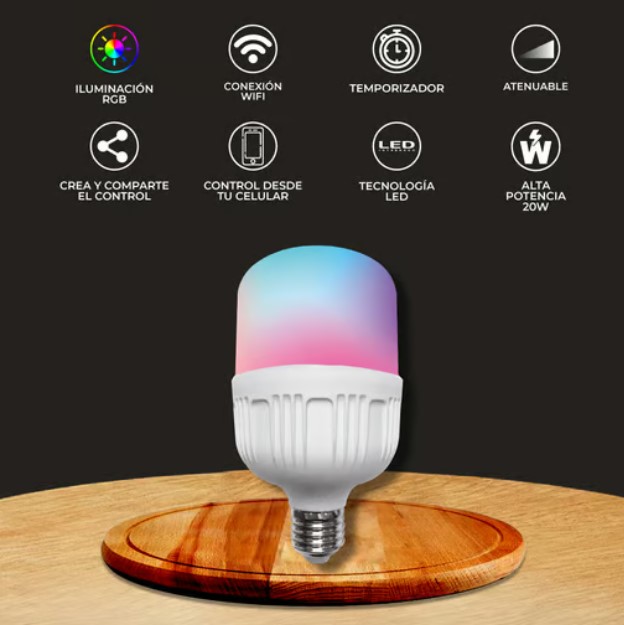 ILUMINACIÓN
RGB
CONEXIÓN
WIFI
TEMPORIZADOR
ATENUABLE
LED
W
CREA Y COMPARTE
EL CONTROL
CONTROL DESDE
TU CELULAR
TECNOLOGÍA
LED
ALTA
POTENCIA
20W